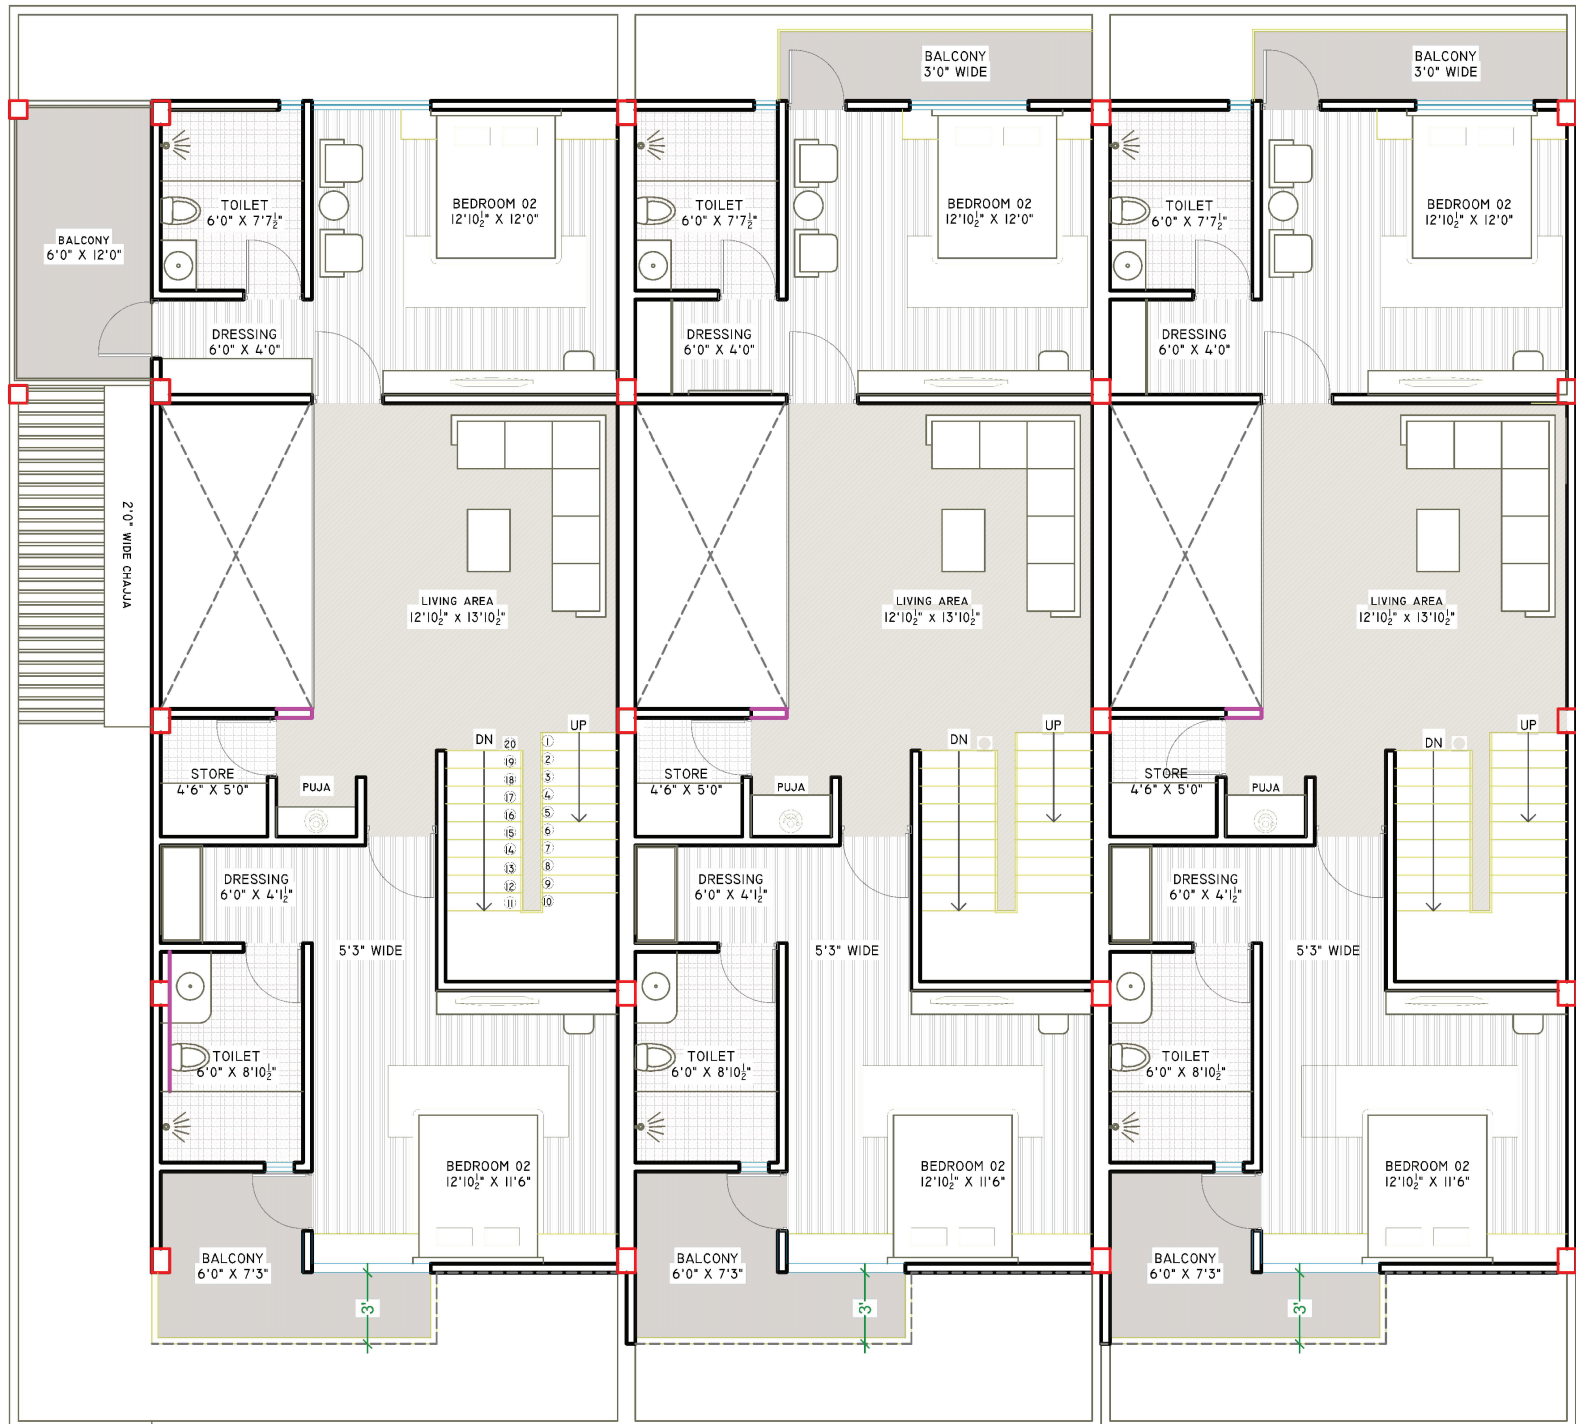 BALCONY
3'0" WIDE
BALCONY
3'0" WIDE
TOILET
6'0" X 7'7½"
BEDROOM 02
12'10½" X 12'0"
TOILET
6'0" X 7'7½"
BEDROOM 02
12'10½" X 12'0"
TOILET
6'0" X 7'7½"
BEDROOM 02
12'10½" X 12'0"
BALCONY
6'0" X 12'0"
DRESSING
6'0" X 4'0"
DRESSING
6'0" X 4'0"
DRESSING
6'0" X 4'0"
2'0" WIDE CHAJJA
LIVING AREA
12'10½" X 13'10½"
LIVING AREA
12'10½" X 13'10½"
LIVING AREA
12'10½" X 13'10½"
UP
UP
UP
DN
DN
DN
20
19
18
17
16
15
14
13
12
11
1
2
3
4
5
6
7
8
9
10
STORE
4'6" X 5'0"
PUJA
STORE
4'6" X 5'0"
PUJA
STORE
4'6" X 5'0"
PUJA
DRESSING
6'0" X 4'1½"
DRESSING
6'0" X 4'1½"
DRESSING
6'0" X 4'1½"
5'3" WIDE
5'3" WIDE
5'3" WIDE
TOILET
6'0" X 8'10½"
TOILET
6'0" X 8'10½"
TOILET
6'0" X 8'10½"
BEDROOM 02
12'10½" X 11'6"
BEDROOM 02
12'10½" X 11'6"
BEDROOM 02
12'10½" X 11'6"
BALCONY
6'0" X 7'3"
BALCONY
6'0" X 7'3"
BALCONY
6'0" X 7'3"
3'
3'
3'